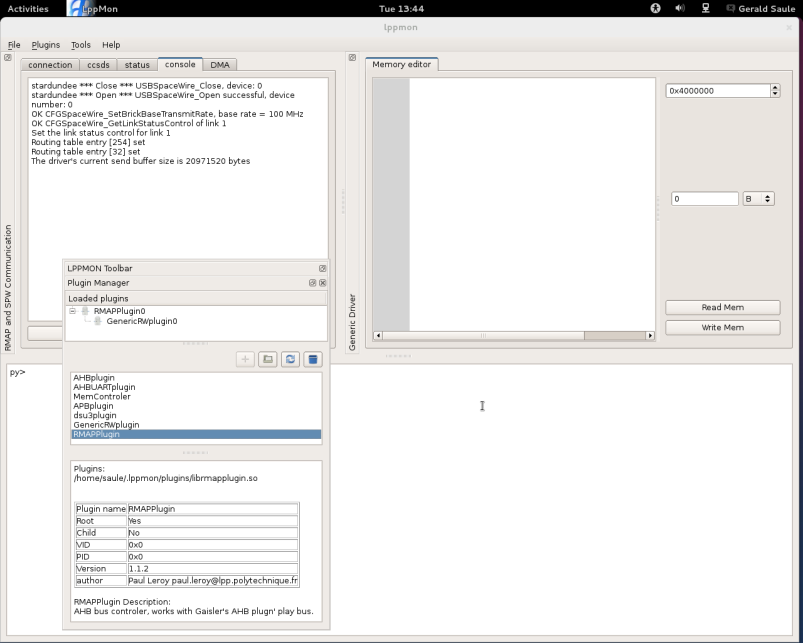 Activities
LppMon
Tue 13:44
Gerald Saule
lppmon
File Plugins Tools Help
connection ccsds status console DMA
stardundee *** Close *** USBSpaceWire_Close, device: 0
stardundee *** Open *** USBSpaceWire_Open successful, device
number: 0
OK CFGSpaceWire_SetBrickBaseTransmitRate, base rate = 100 MHz
OK CFGSpaceWire_GetLinkStatusControl of link 1
Set the link status control for link 1
Routing table entry [254] set
Routing table entry [32] set
The driver's current send buffer size is 20971520 bytes
RMAP and SPW Communication
Memory editor
0x4000000
0
B
Read Mem
Write Mem
Generic Driver
LPPMON Toolbar
Plugin Manager
Loaded plugins
RMAPPlugin0
GenericRWplugin0
AHBplugin
AHBUARTplugin
MemControler
APBplugin
dsu3plugin
GenericRWplugin
RMAPPlugin
Plugins:
/home/saule/.lppmon/plugins/librmapplugin.so
Plugin name RMAPPlugin
Root Yes
Child No
VID 0x0
PID 0x0
Version 1.1.2
author Paul Leroy paul.leroy@lpp.polytechnique.fr
RMAPPlugin Description:
AHB bus controler, works with Gaisler's AHB plugn' play bus.
py>